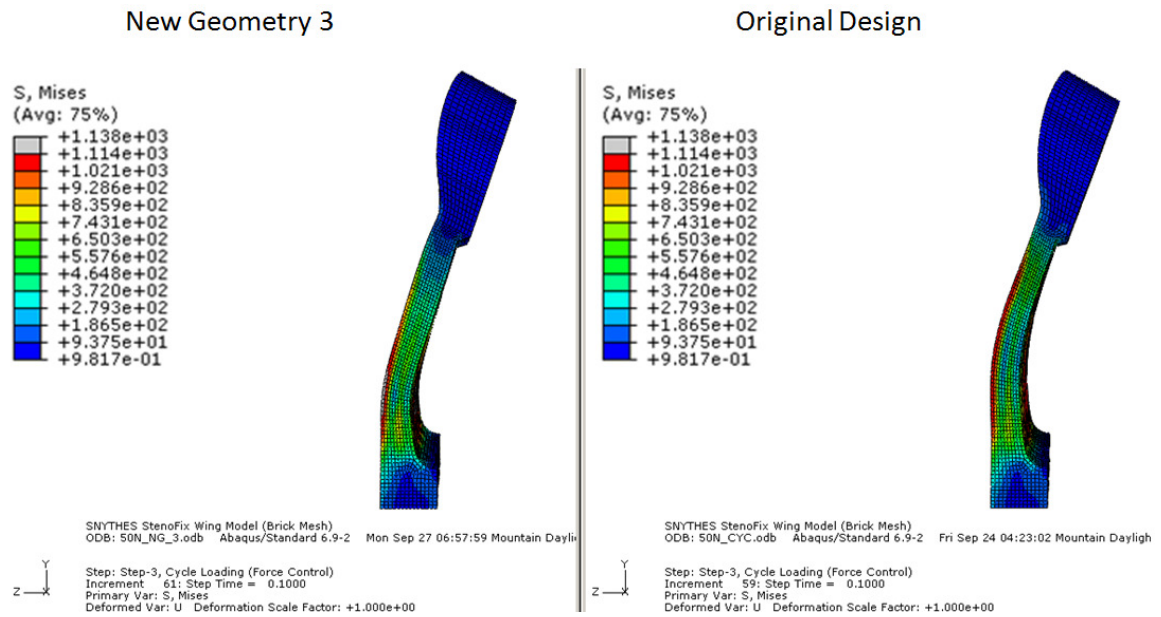 New Geometry 3
S, Mises
(Avg: 75%)
+1.138e+03
+1.114e+03
+1.021e+03
+9.286e+02
+8.359e+02
+7.431e+02
+6.503e+02
+5.576e+02
+4.648e+02
+3.720e+02
+2.793e+02
+1.865e+02
+9.375e+01
+9.817e-01
SNYTHES StenoFix Wing Model (Brick Mesh)
ODB: 50N_NG_3.odb Abaqus/Standard 6.9-2 Mon Sep 27 06:57:59 Mountain Dayli
Y
Z X
Step: Step-3, Cycle Loading (Force Control)
Increment 61: Step Time = 0.1000
Primary Var: S, Mises
Deformed Var: U Deformation Scale Factor: +1.000e+00
Original Design
S, Mises
(Avg: 75%)
+1.138e+03
+1.114e+03
+1.021e+03
+9.286e+02
+8.359e+02
+7.431e+02
+6.503e+02
+5.576e+02
+4.648e+02
+3.720e+02
+2.793e+02
+1.865e+02
+9.375e+01
+9.817e-01
SNYTHES StenoFix Wing Model (Brick Mesh)
ODB: 50N_CYC.odb Abaqus/Standard 6.9-2 Fri Sep 24 04:23:02 Mountain Dayligh
Y
Z X
Step: Step-3, Cycle Loading (Force Control)
Increment 59: Step Time = 0.1000
Primary Var: S, Mises
Deformed Var: U Deformation Scale Factor: +1.000e+00